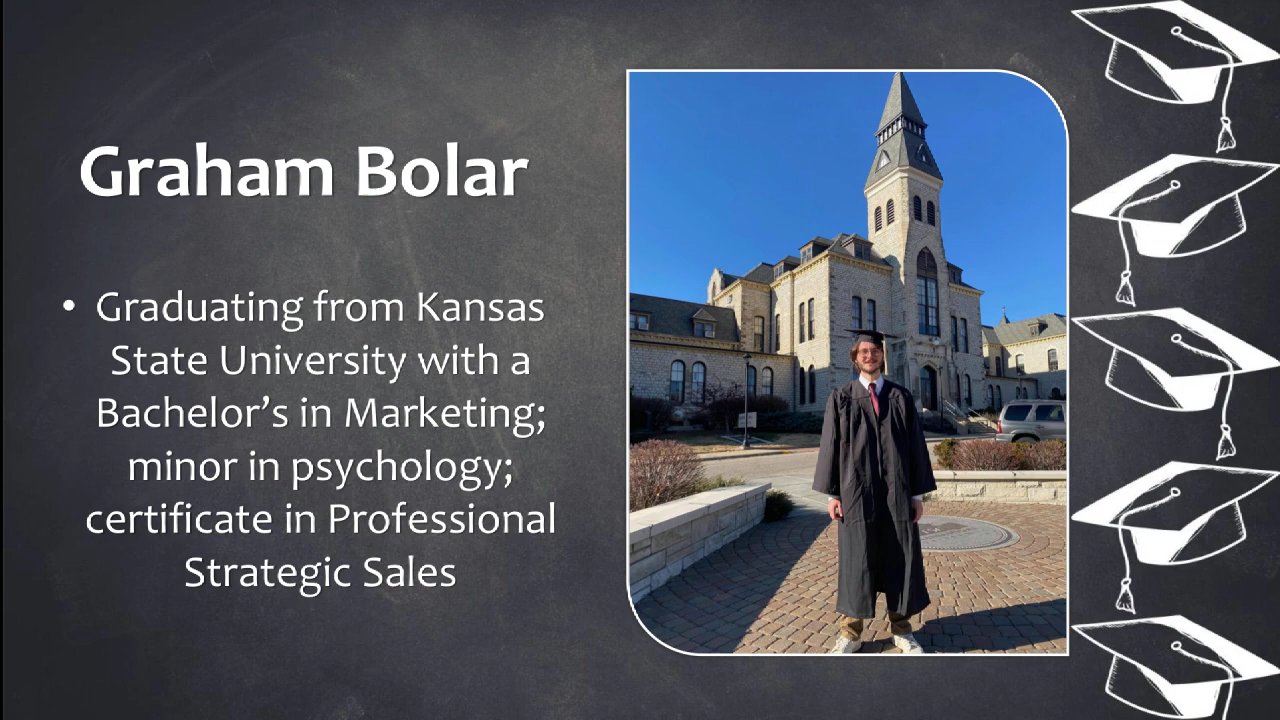 Graham Bolar
• Graduating from Kansas
State University with a
Bachelor’s in Marketing;
minor in psychology;
certificate in Professional
Strategic Sales